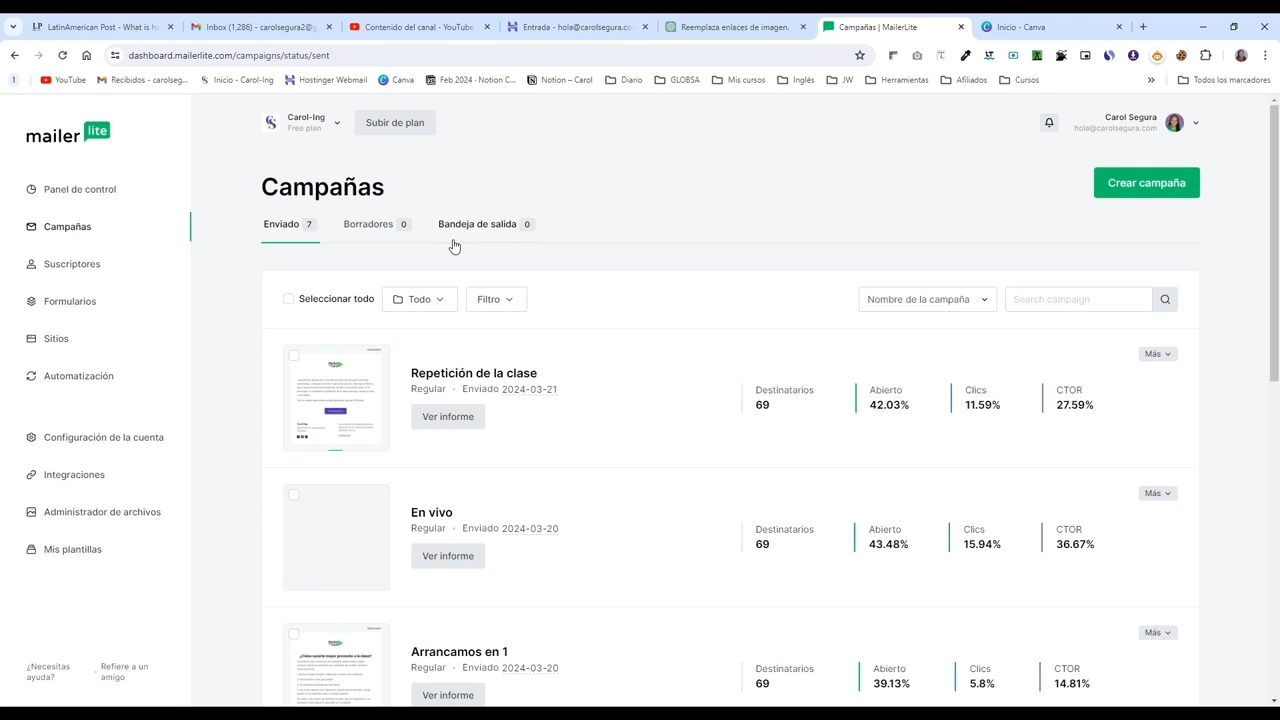 LatinAmerican Post - What is ha
Inbox (1,286) - carolsegura2@g
Contenido del canal - YouTube
Entrada - hola@carolsegura.co
Reemplaza enlaces de imagen.
Campañas | MailerLite
Inicio - Canva
dashboard.mailerlite.com/campaigns/status/sent
1
YouTube
Recibidos - carolseg...
Inicio - Carol-Ing
Hostinger Webmail
Canva
Feb 2024 · Notion C...
Notion – Carol
Diario
GLOBSA
Mis cursos
Inglés
JW
Herramientas
Afiliados
Cursos
Todos los marcadores
mailer lite
Carol-Ing
Free plan
Subir de plan
Carol Segura
hola@carolsegura.com
Panel de control
Campañas
Suscriptores
Formularios
Sitios
Automatización
Configuración de la cuenta
Integraciones
Administrador de archivos
Mis plantillas
¿Necesitas ayuda?
Refiere a un amigo
Campañas
Crear campaña
Enviado 7
Borradores 0
Bandeja de salida 0
Seleccionar todo
Todo
Filtro
Nombre de la campaña
Search campaign
Más
Repetición de la clase
Regular · Enviado 2024-03-21
Ver informe
Destinatarios Abierto Clics CTOR
69 42.03% 11.59% 27.59%
Más
En vivo
Regular · Enviado 2024-03-20
Ver informe
Destinatarios Abierto Clics CTOR
69 43.48% 15.94% 36.67%
Más
Arrancamos en 1
Regular · Enviado 2024-03-20
Ver informe
Destinatarios Abierto Clics CTOR
69 39.13% 5.8% 14.81%